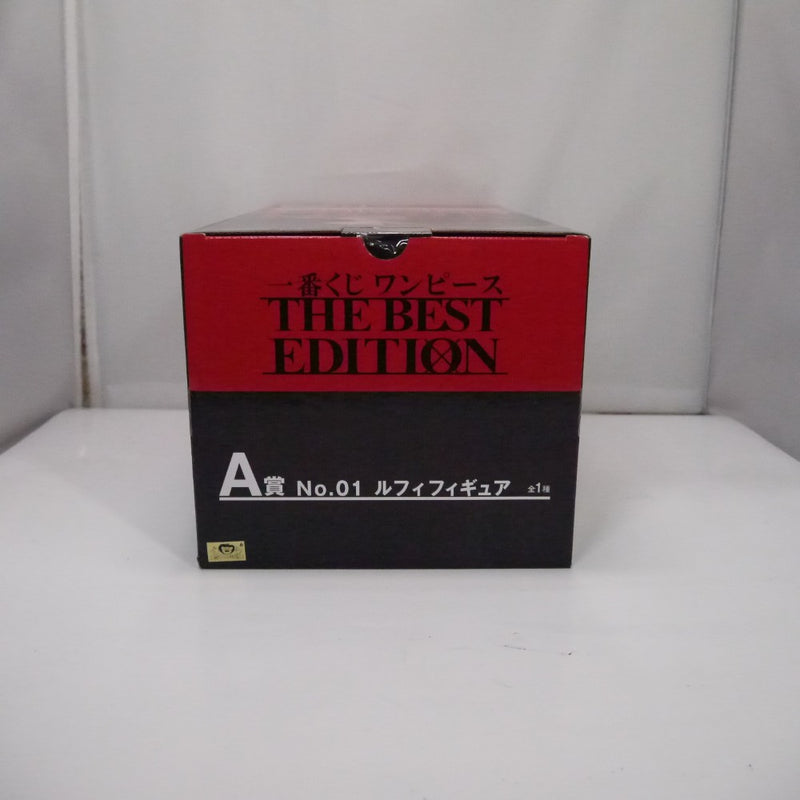 一番くじ ワンピース
THE BEST
EDITION
A賞 No.01 ルフィフィギュア 全1種